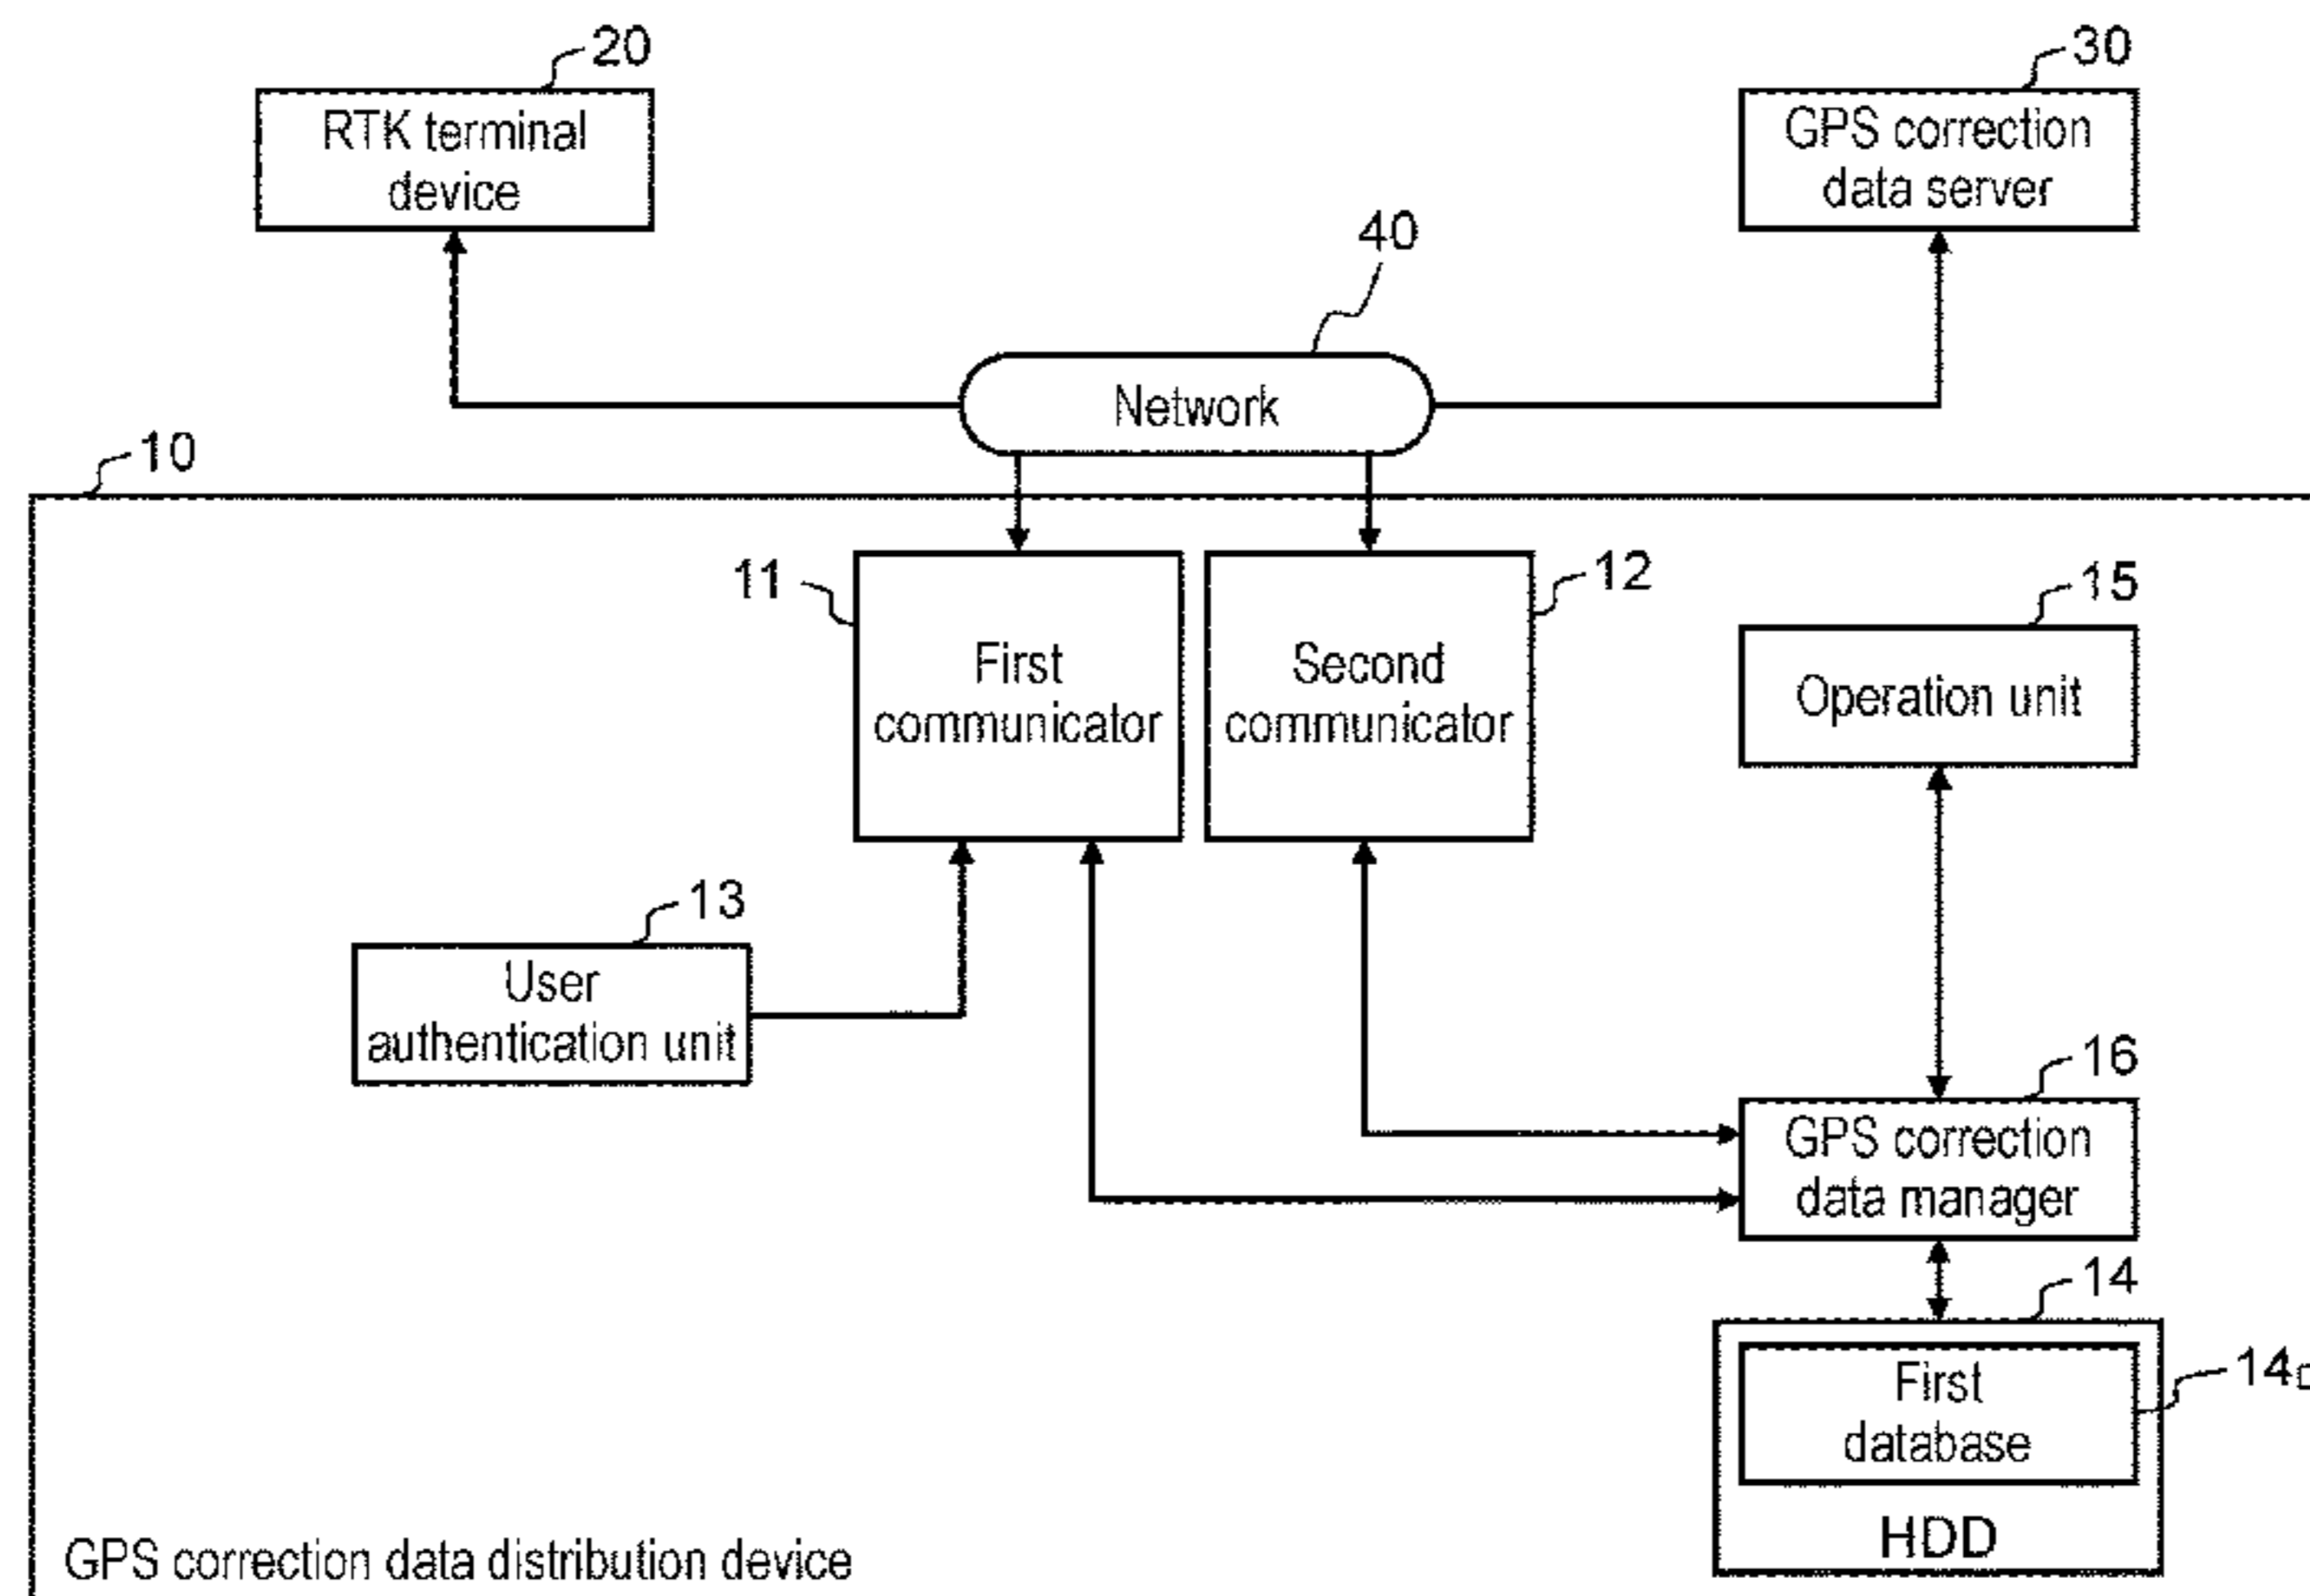 20
RTK terminal
device
30
GPS correction
data server
40
Network
10
11
First
communicator
12
Second
communicator
15
Operation unit
13
User
authentication unit
16
GPS correction
data manager
14
First
database
HDD
GPS correction data distribution device